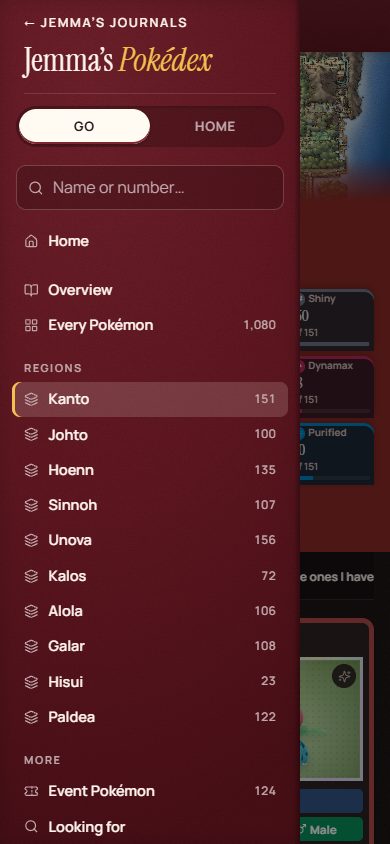 ← JEMMA'S JOURNALS
Jemma's Pokédex
GO HOME
Name or number...
Home
Overview
Every Pokémon 1,080
REGIONS
Kanto 151
Johto 100
Hoenn 135
Sinnoh 107
Unova 156
Kalos 72
Alola 106
Galar 108
Hisui 23
Paldea 122
MORE
Event Pokémon 124
Looking for
Shiny
151
Dynamax
151
Purified
151
e ones I have
Male